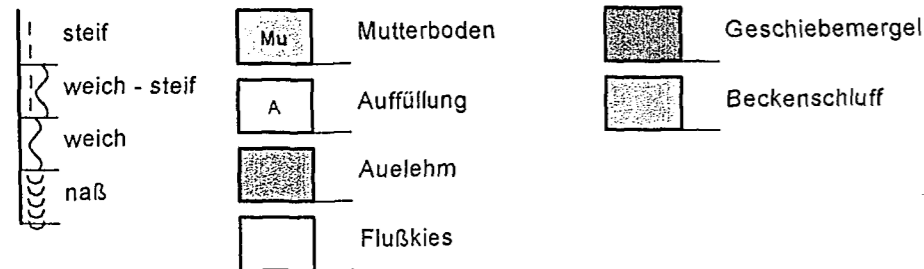 steif
weich - steif
weich
naß
Mu
Mutterboden
A
Auffüllung
Auelehm
Flußkies
Geschiebemergel
Beckenschluff